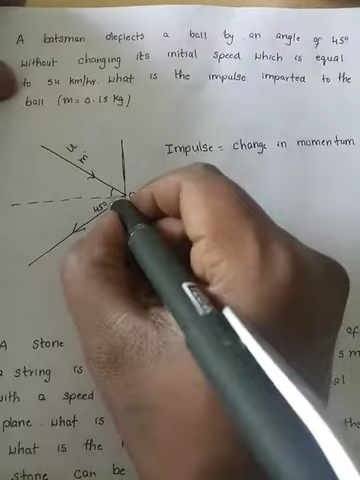 A batsman deflects a ball by an angle of 45°
without changing its initial speed which is equal
to 54 km/hr. what is the impulse imparted to the
ball (m = 0.15 kg)
u
m
Impulse = change in momentum
45°
A stone
of
a string is
s m
with a speed
plane. what is
the
what is the
stone can be